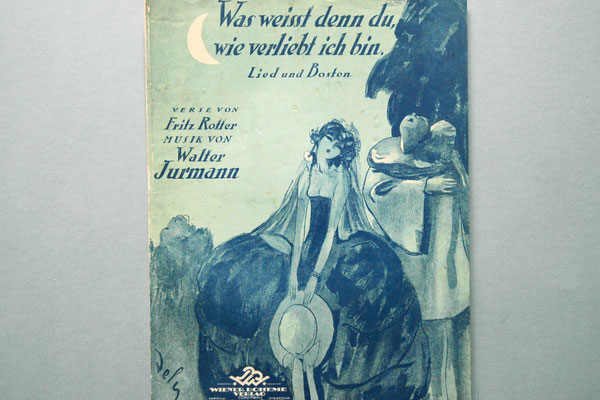 Was weisst denn du,
wie verliebt ich bin.
Lied und Boston
VERSE VON
Fritz Rotter
MUSIK VON
Walter
Jurmann
WIENER BOHEME
VERLAG